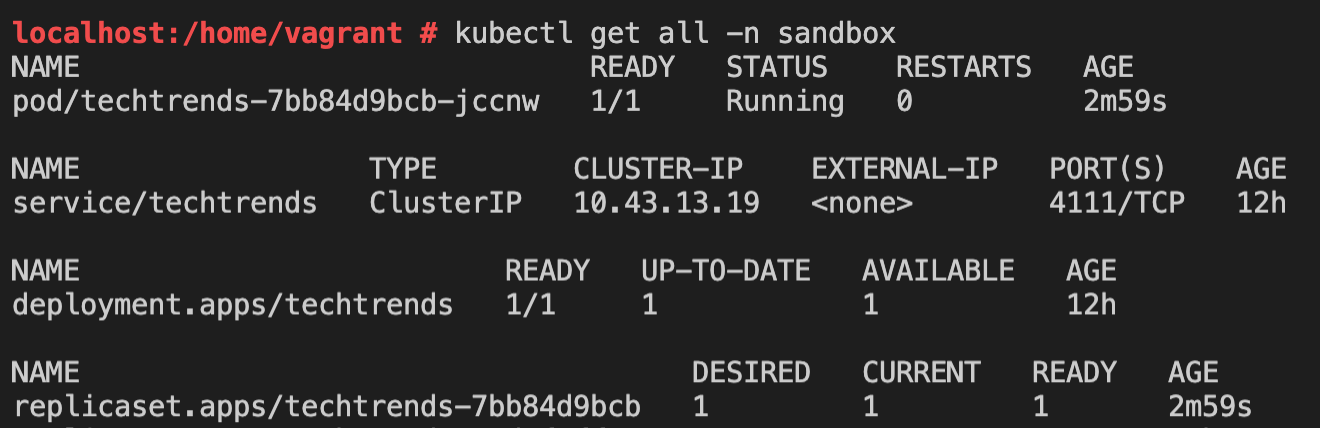 localhost:/home/vagrant # kubectl get all -n sandbox
NAME READY STATUS RESTARTS AGE
pod/techtrends-7bb84d9bcb-jccnw 1/1 Running 0 2m59s
NAME TYPE CLUSTER-IP EXTERNAL-IP PORT(S) AGE
service/techtrends ClusterIP 10.43.13.19 <none> 4111/TCP 12h
NAME READY UP-TO-DATE AVAILABLE AGE
deployment.apps/techtrends 1/1 1 1 12h
NAME DESIRED CURRENT READY AGE
replicaset.apps/techtrends-7bb84d9bcb 1 1 1 2m59s